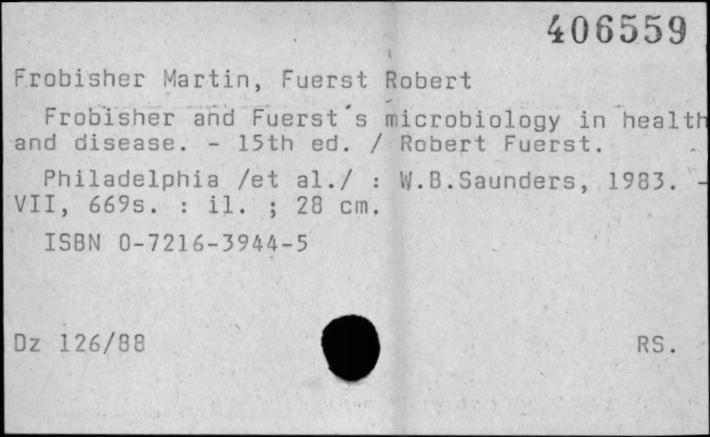 406559
Frobisher Martin, Fuerst Robert
Frobisher and Fuerst's microbiology in health
and disease. - 15th ed. / Robert Fuerst.
Philadelphia /et al./ : W.B.Saunders, 1983. -
VII, 669s. : il. ; 28 cm.
ISBN 0-7216-3944-5
Dz 126/88 RS.